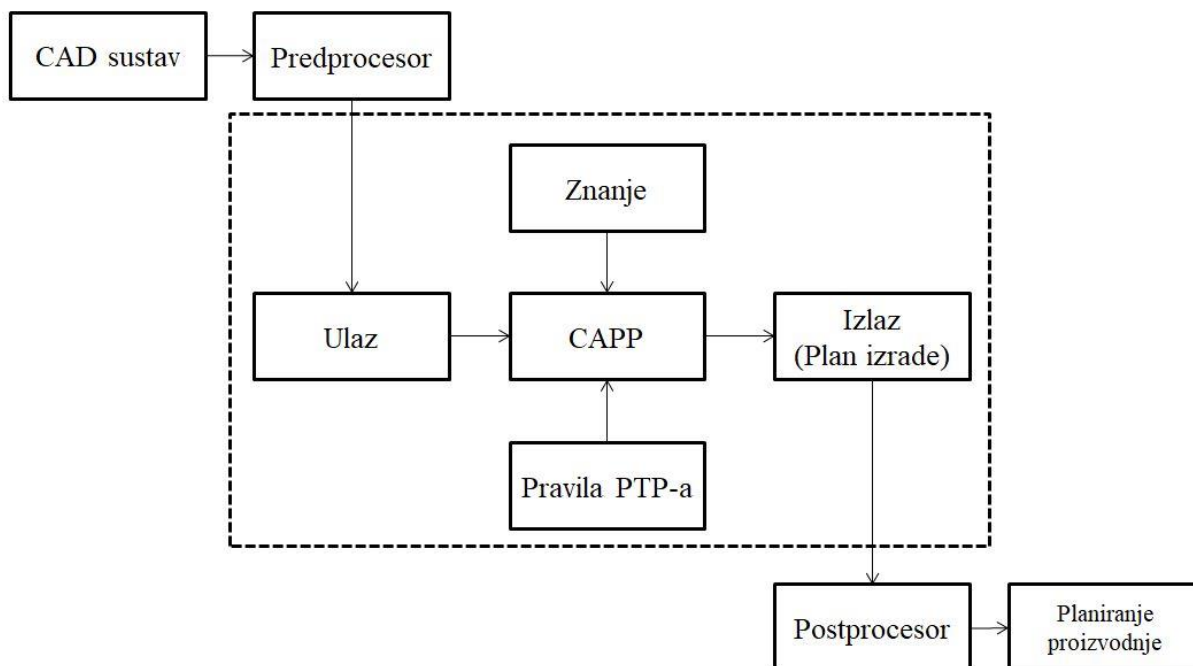 CAD sustav
Predprocesor
Znanje
Ulaz
CAPP
Izlaz
(Plan izrade)
Pravila PTP-a
Postprocesor
Planiranje
proizvodnje